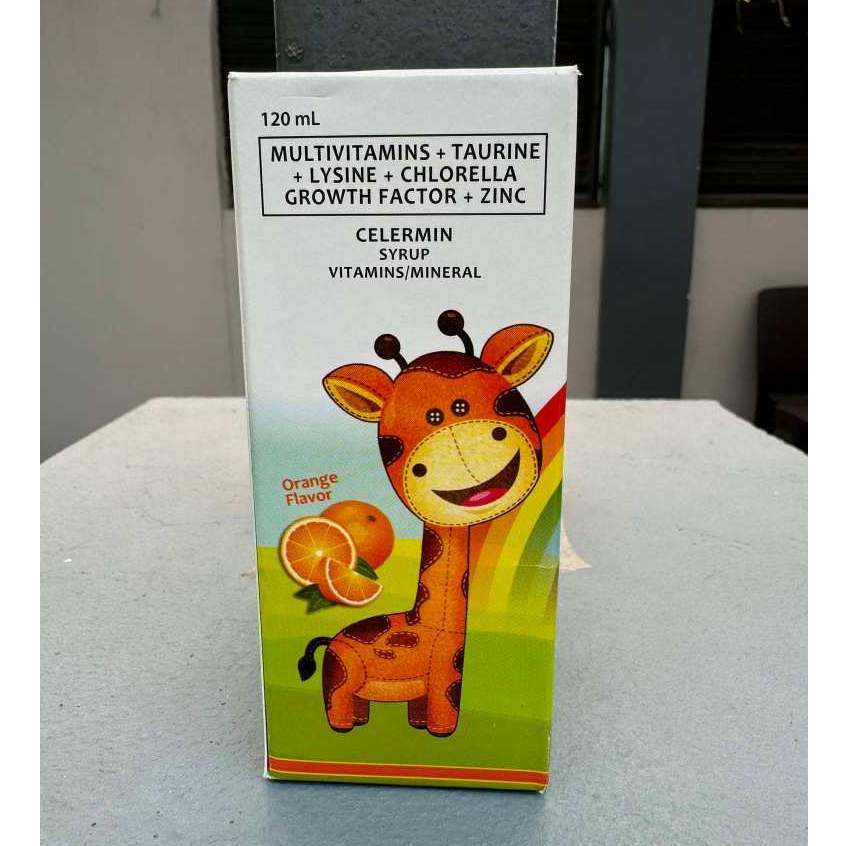 120 mL
MULTIVITAMINS + TAURINE
+ LYSINE + CHLORELLA
GROWTH FACTOR + ZINC
CELERMIN
SYRUP
VITAMINS/MINERAL
Orange
Flavor